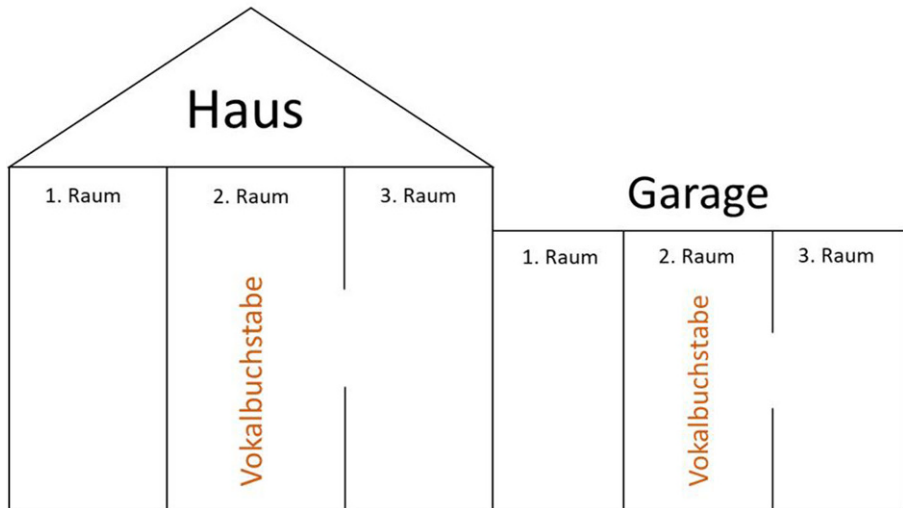 Haus
1. Raum 2. Raum 3. Raum
Vokalbuchstabe
Garage
1. Raum 2. Raum 3. Raum
Vokalbuchstabe